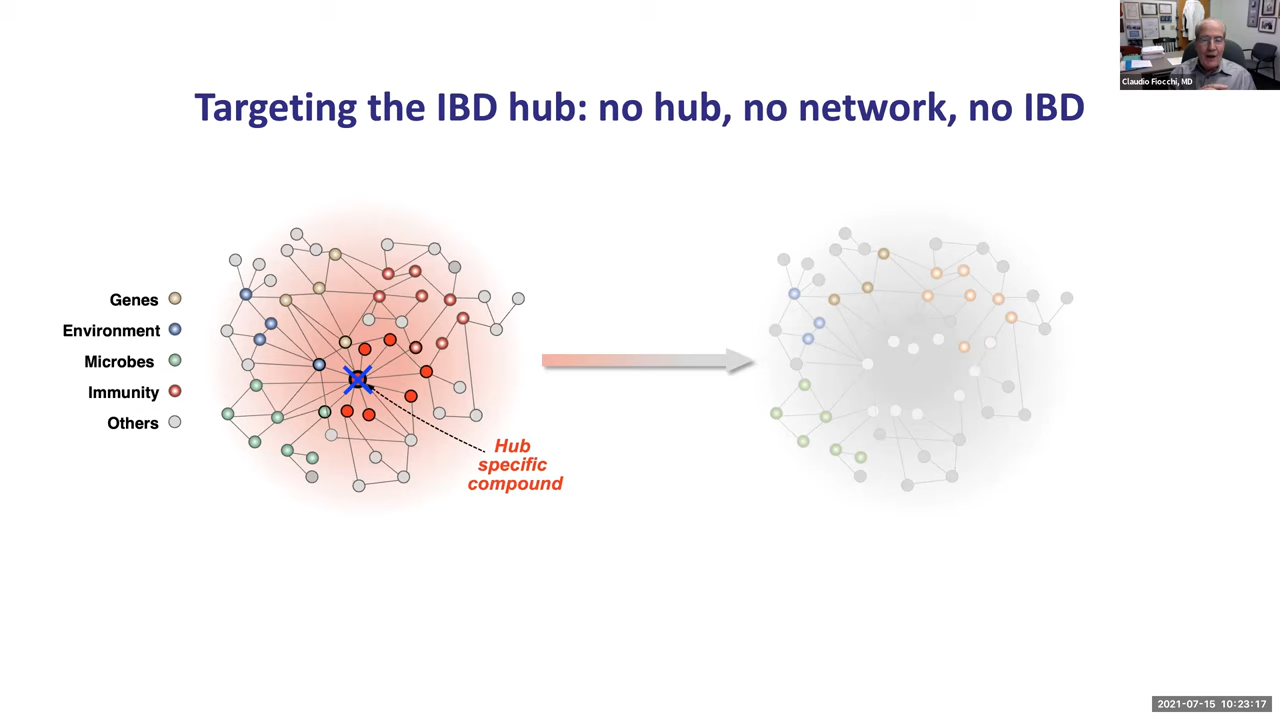 Claudio Fiocchi, MD
Targeting the IBD hub: no hub, no network, no IBD
Genes
Environment
Microbes
Immunity
Others
Hub
specific
compound
2021-07-15 10:23:17